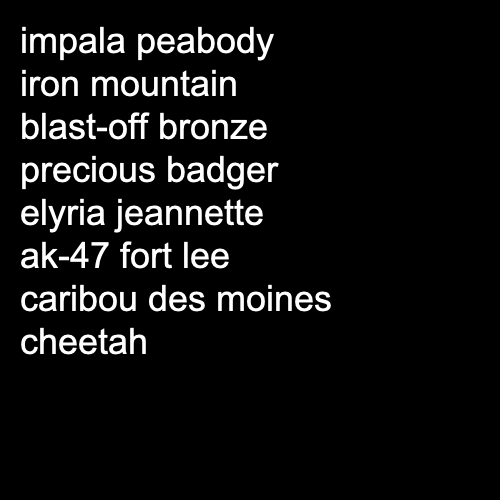 impala peabody
iron mountain
blast-off bronze
precious badger
elyria jeannette
ak-47 fort lee
caribou des moines
cheetah